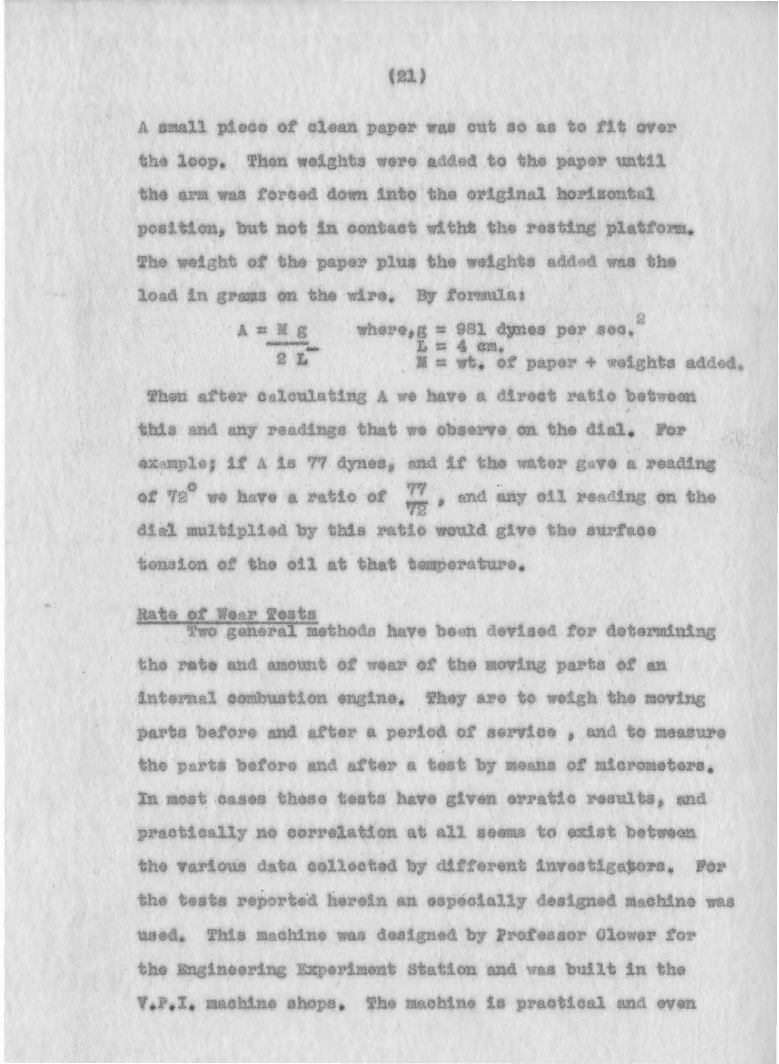 (21)
A small piece of clean paper was cut so as to fit over
the loop. Then weights were added to the paper until
the arm was forced down into the original horizontal
position, but not in contact withh the resting platform.
The weight of the paper plus the weights added was the
load in grams on the wire. By formula:
A = M g where,g = 981 dynes per sec.²
L = 4 cm.
2 L M = wt. of paper + weights added.
Then after calculating A we have a direct ratio between
this and any readings that we observe on the dial. For
example; if A is 77 dynes, and if the water gave a reading
of 72° we have a ratio of 77/72 , and any oil reading on the
dial multiplied by this ratio would give the surface
tension of the oil at that temperature.
Rate of Wear Tests
Two general methods have been devised for determining
the rate and amount of wear of the moving parts of an
internal combustion engine. They are to weigh the moving
parts before and after a period of service , and to measure
the parts before and after a test by means of micrometers.
In most cases these tests have given erratic results, and
practically no correlation at all seems to exist between
the various data collected by different investigators. For
the tests reported herein an especially designed machine was
used. This machine was designed by Professor Glower for
the Engineering Experiment Station and was built in the
V.P.I. machine shops. The machine is practical and even